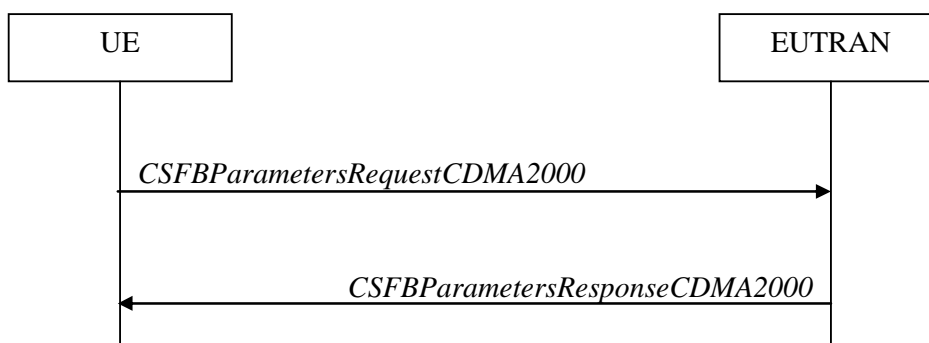 UE
EUTRAN
CSFBParametersRequestCDMA2000
CSFBParametersResponseCDMA2000